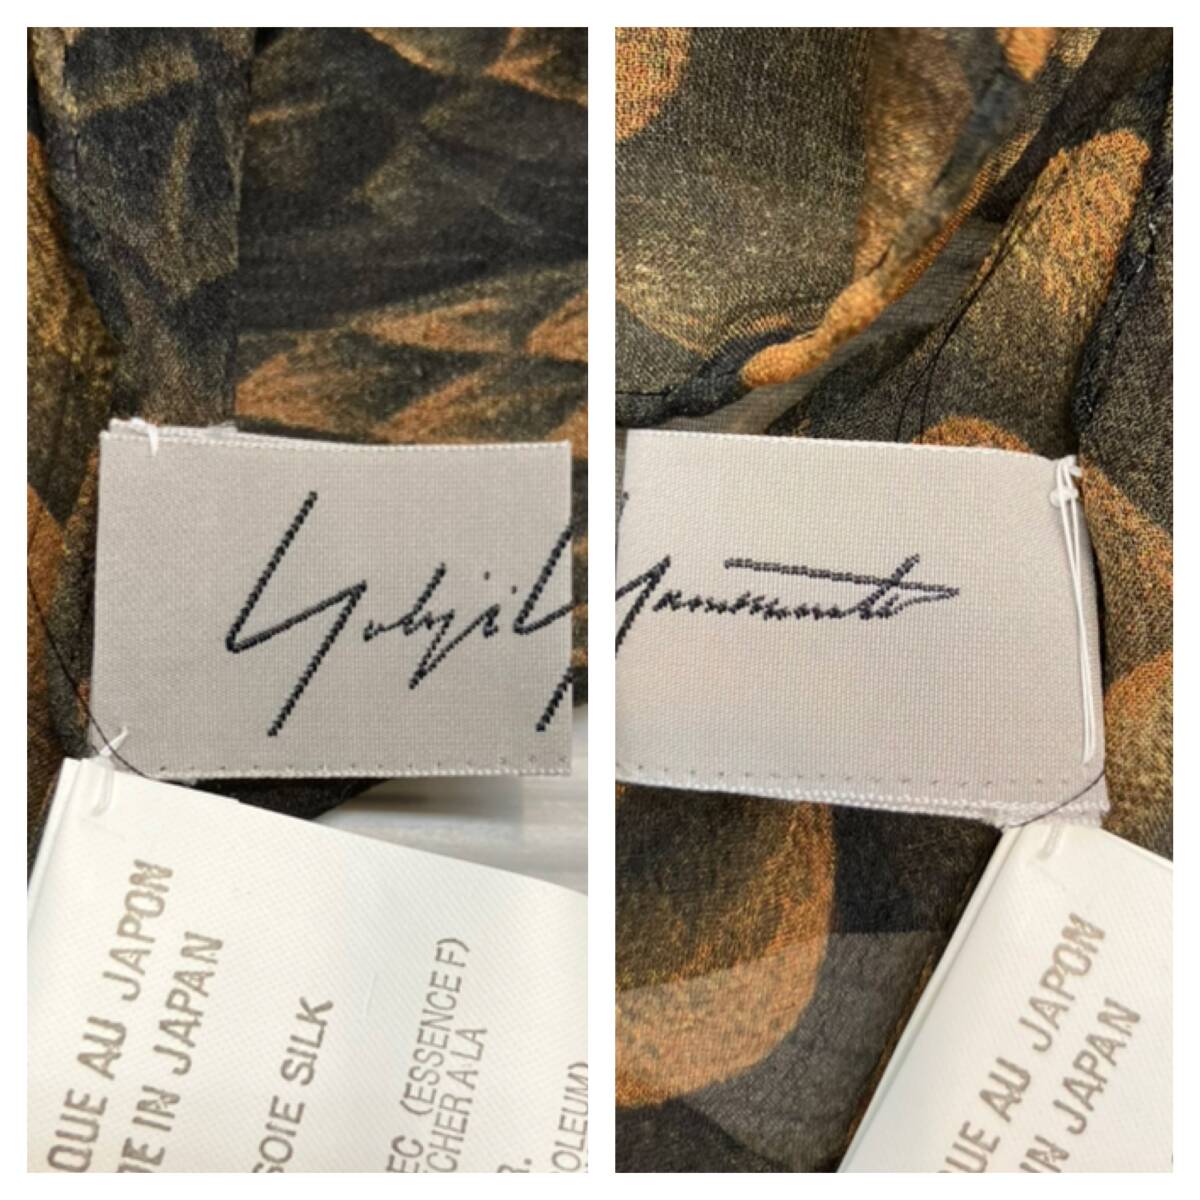 Yohji Y
QUE AU JAPON
DE IN JAPAN
SOIE SILK
EC (ESSENCE F)
CHER A LA
R.
OLEUM)
Yamamoto
QUE AU JAPON
IN JAPAN